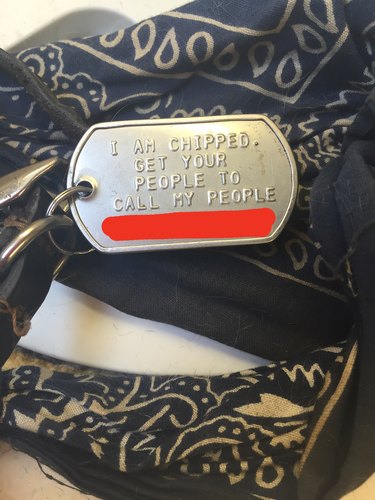 I AM CHIPPED.
GET YOUR
PEOPLE TO
CALL MY PEOPLE